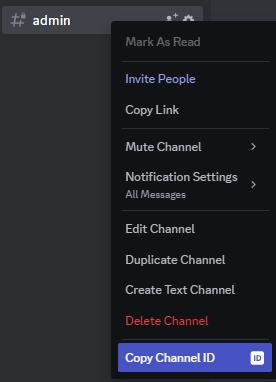 admin
Mark As Read
Invite People
Copy Link
Mute Channel
Notification Settings
All Messages
Edit Channel
Duplicate Channel
Create Text Channel
Delete Channel
Copy Channel ID ID